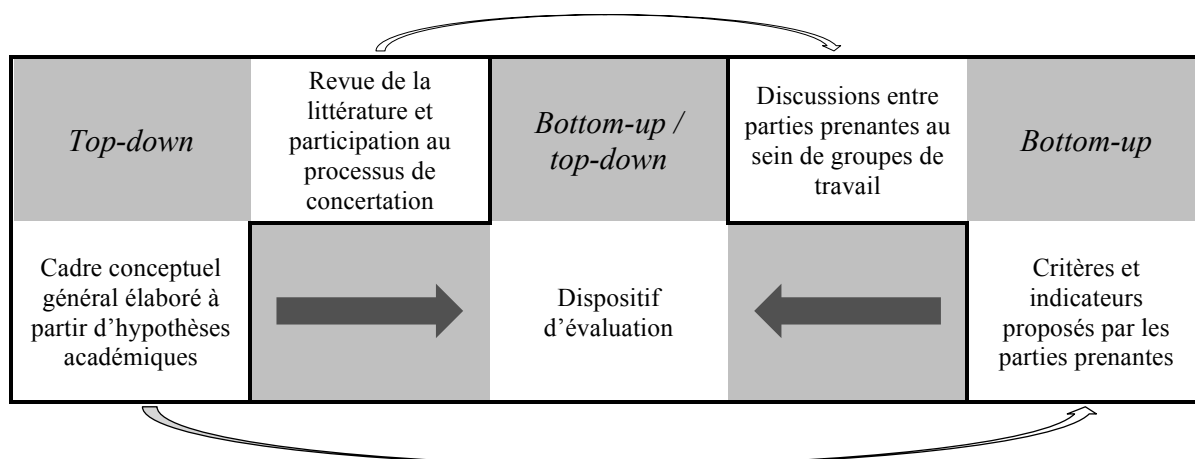 Top-down
Revue de la
littérature et
participation au
processus de
concertation
Bottom-up /
top-down
Discussions entre
parties prenantes au
sein de groupes de
travail
Bottom-up
Cadre conceptuel
général élaboré à
partir d’hypothèses
académiques
Dispositif
d’évaluation
Critères et
indicateurs
proposés par les
parties prenantes